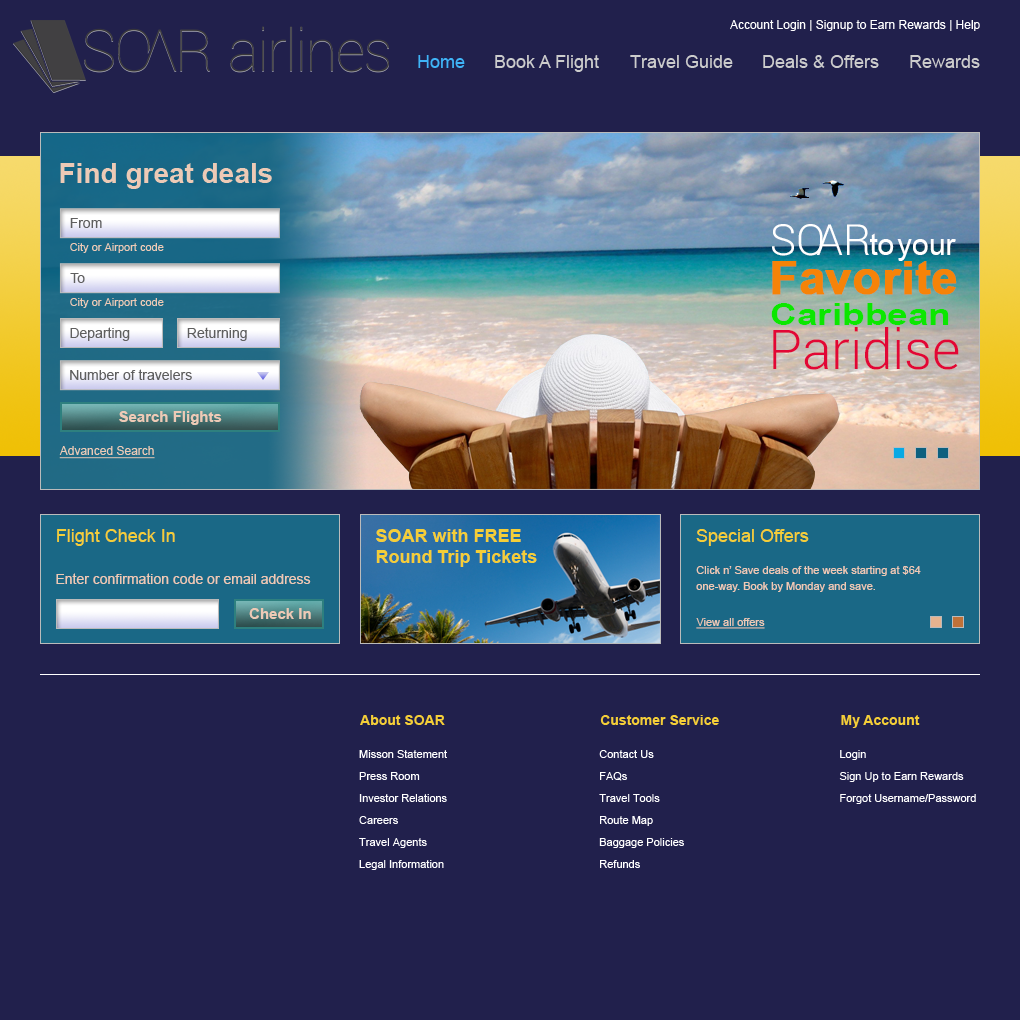 Account Login | Signup to Earn Rewards | Help
SOAR airlines
Home Book A Flight Travel Guide Deals & Offers Rewards
Find great deals
From
City or Airport code
To
City or Airport code
Departing Returning
Number of travelers
Search Flights
Advanced Search
SOAR to your
Favorite
Caribbean
Paridise
Flight Check In
Enter confirmation code or email address
Check In
SOAR with FREE
Round Trip Tickets
Special Offers
Click n' Save deals of the week starting at $64
one-way. Book by Monday and save.
View all offers
About SOAR
Misson Statement
Press Room
Investor Relations
Careers
Travel Agents
Legal Information
Customer Service
Contact Us
FAQs
Travel Tools
Route Map
Baggage Policies
Refunds
My Account
Login
Sign Up to Earn Rewards
Forgot Username/Password